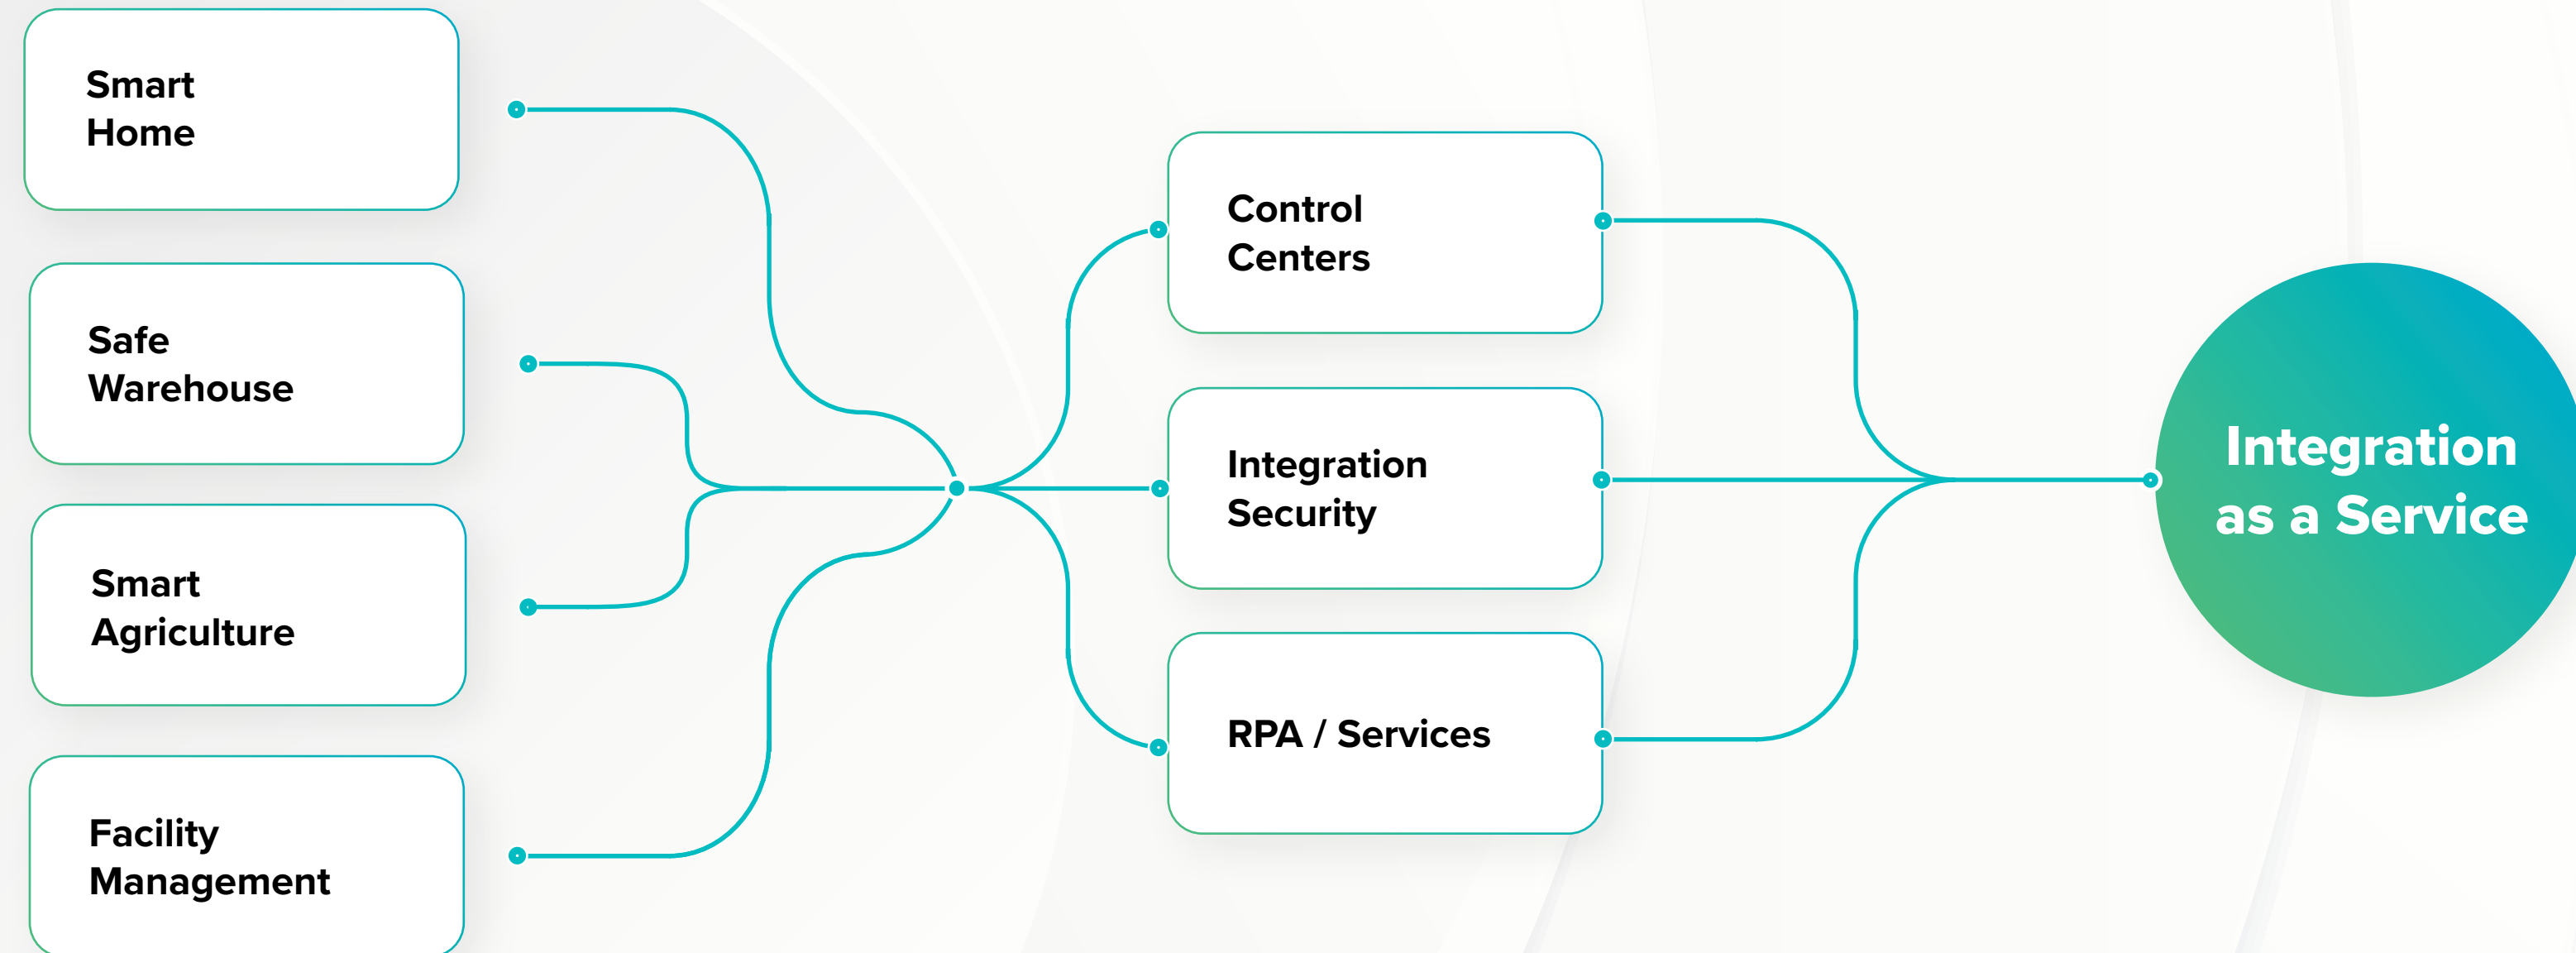 Smart
Home
Safe
Warehouse
Smart
Agriculture
Facility
Management
Control
Centers
Integration
Security
RPA / Services
Integration
as a Service